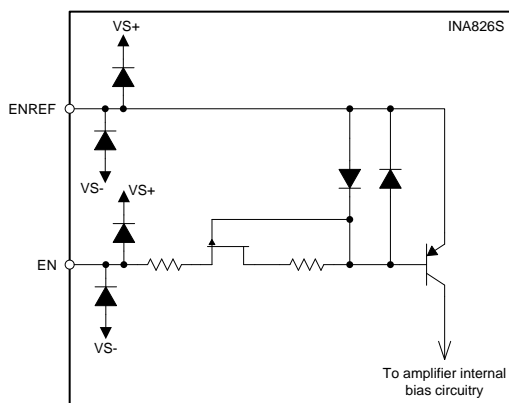 INA826S
VS+
ENREF
VS-
VS+
EN
VS-
To amplifier internal
bias circuitry